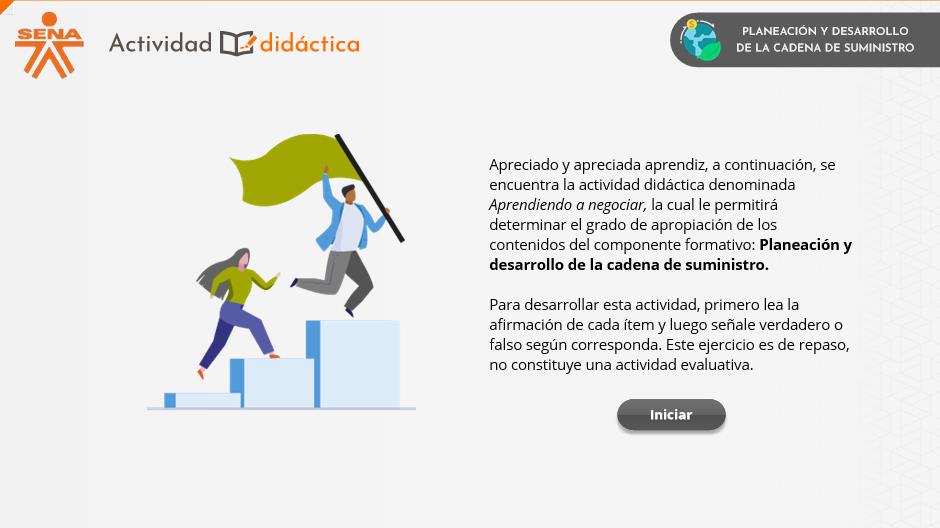 SENA
Actividad didáctica
PLANEACIÓN Y DESARROLLO
DE LA CADENA DE SUMINISTRO
Apreciado y apreciada aprendiz, a continuación, se
encuentra la actividad didáctica denominada
Aprendiendo a negociar, la cual le permitirá
determinar el grado de apropiación de los
contenidos del componente formativo: Planeación y
desarrollo de la cadena de suministro.
Para desarrollar esta actividad, primero lea la
afirmación de cada ítem y luego señale verdadero o
falso según corresponda. Este ejercicio es de repaso,
no constituye una actividad evaluativa.
Iniciar